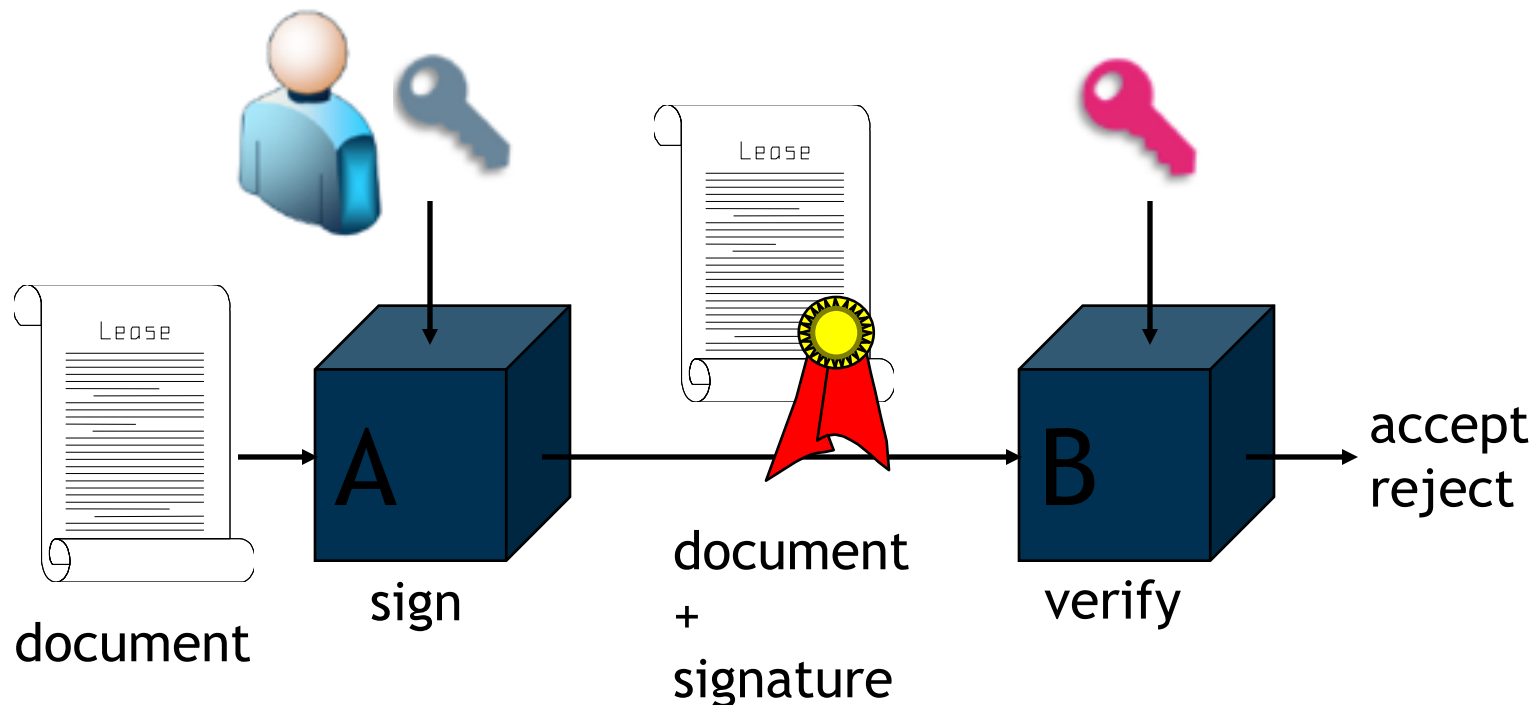 Lease
Lease
A
B
accept
reject
document
+
signature
sign
verify
document